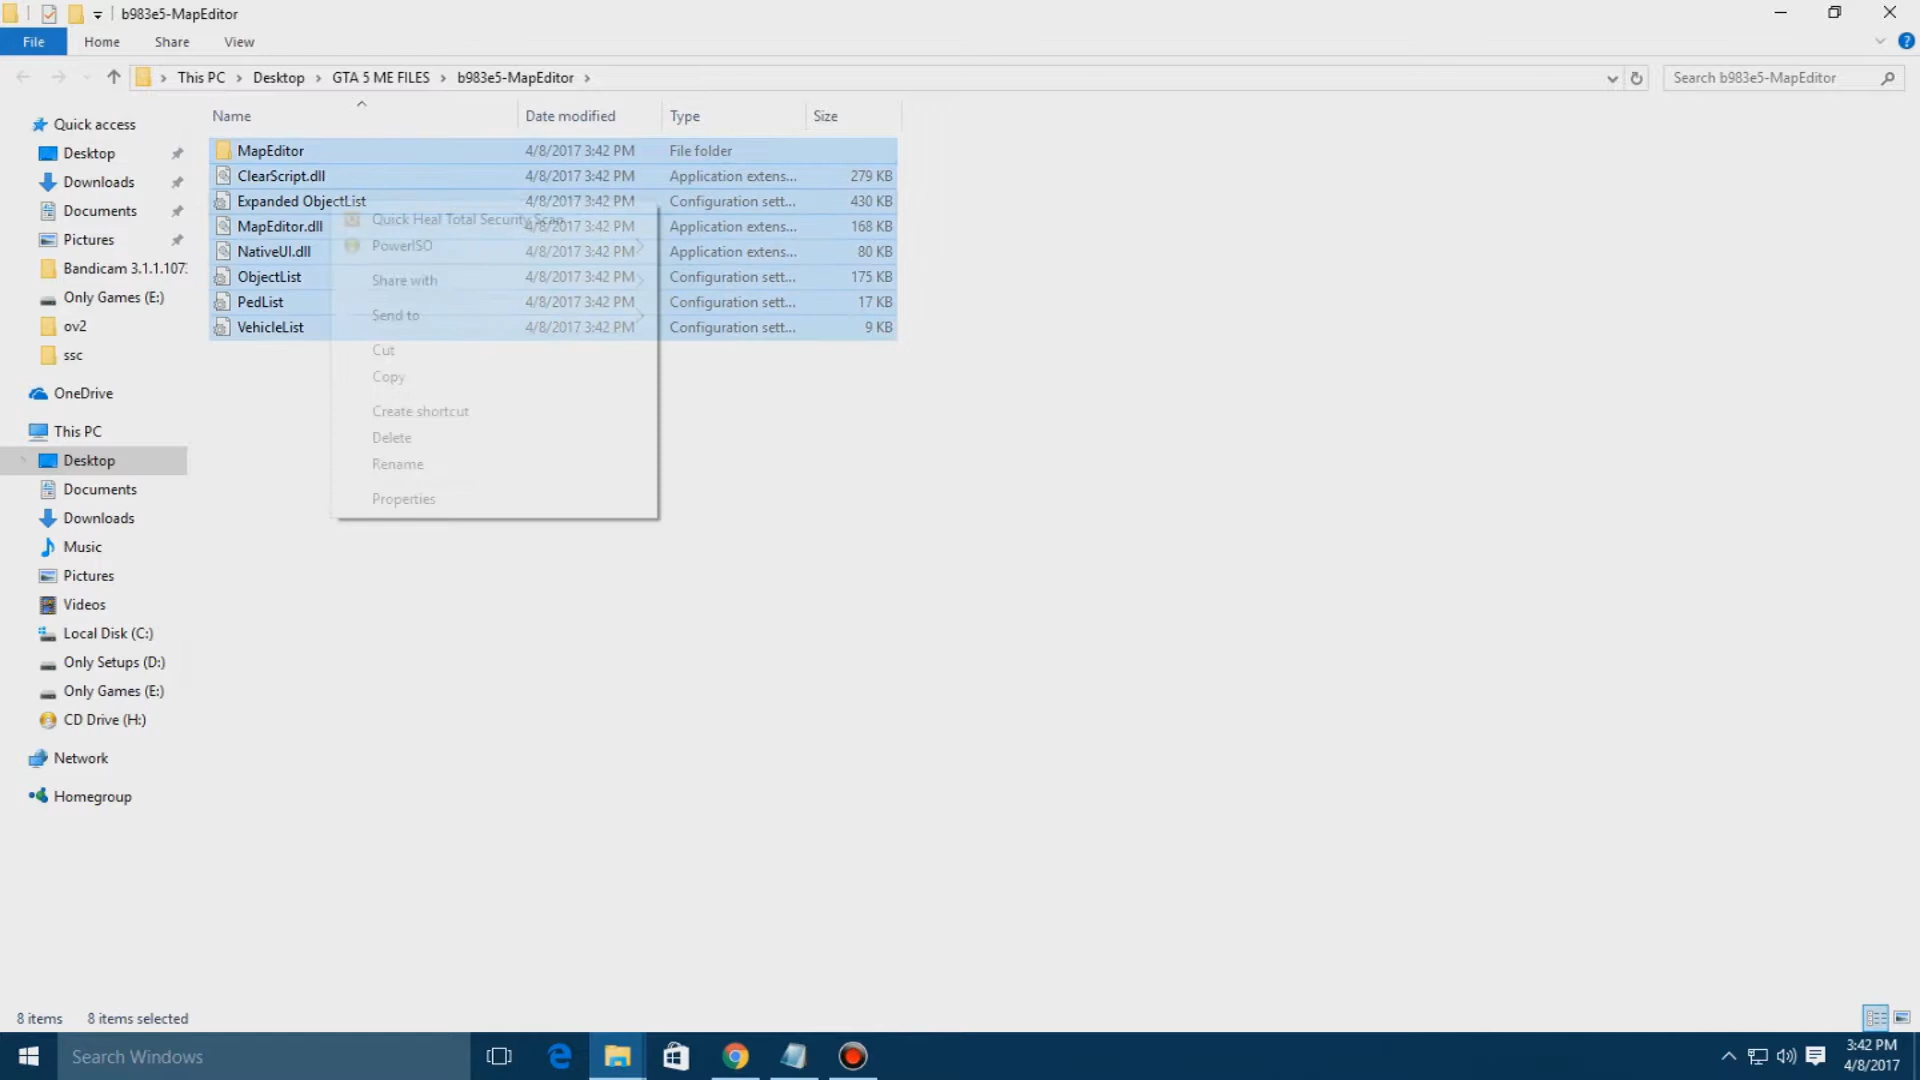 b983e5-MapEditor
File Home Share View
This PC Desktop GTA 5 ME FILES b983e5-MapEditor
Search b983e5-MapEditor
Name Date modified Type Size
Quick access
Desktop
Downloads
Documents
Pictures
Bandicam 3.1.1.107
Only Games (E:)
ov2
ssc
OneDrive
This PC
Desktop
Documents
Downloads
Music
Pictures
Videos
Local Disk (C:)
Only Setups (D:)
Only Games (E:)
CD Drive (H:)
Network
Homegroup
MapEditor 4/8/2017 3:42 PM File folder
ClearScript.dll 4/8/2017 3:42 PM Application extens... 279 KB
Expanded ObjectList 4/8/2017 3:42 PM Configuration sett... 430 KB
MapEditor.dll 4/8/2017 3:42 PM Application extens... 168 KB
NativeUI.dll 4/8/2017 3:42 PM Application extens... 80 KB
ObjectList 4/8/2017 3:42 PM Configuration sett... 175 KB
PedList 4/8/2017 3:42 PM Configuration sett... 17 KB
VehicleList 4/8/2017 3:42 PM Configuration sett... 9 KB
Quick Heal Total Security Scan
PowerISO
Share with
Send to
Cut
Copy
Create shortcut
Delete
Rename
Properties
8 items 8 items selected
Search Windows
3:42 PM
4/8/2017